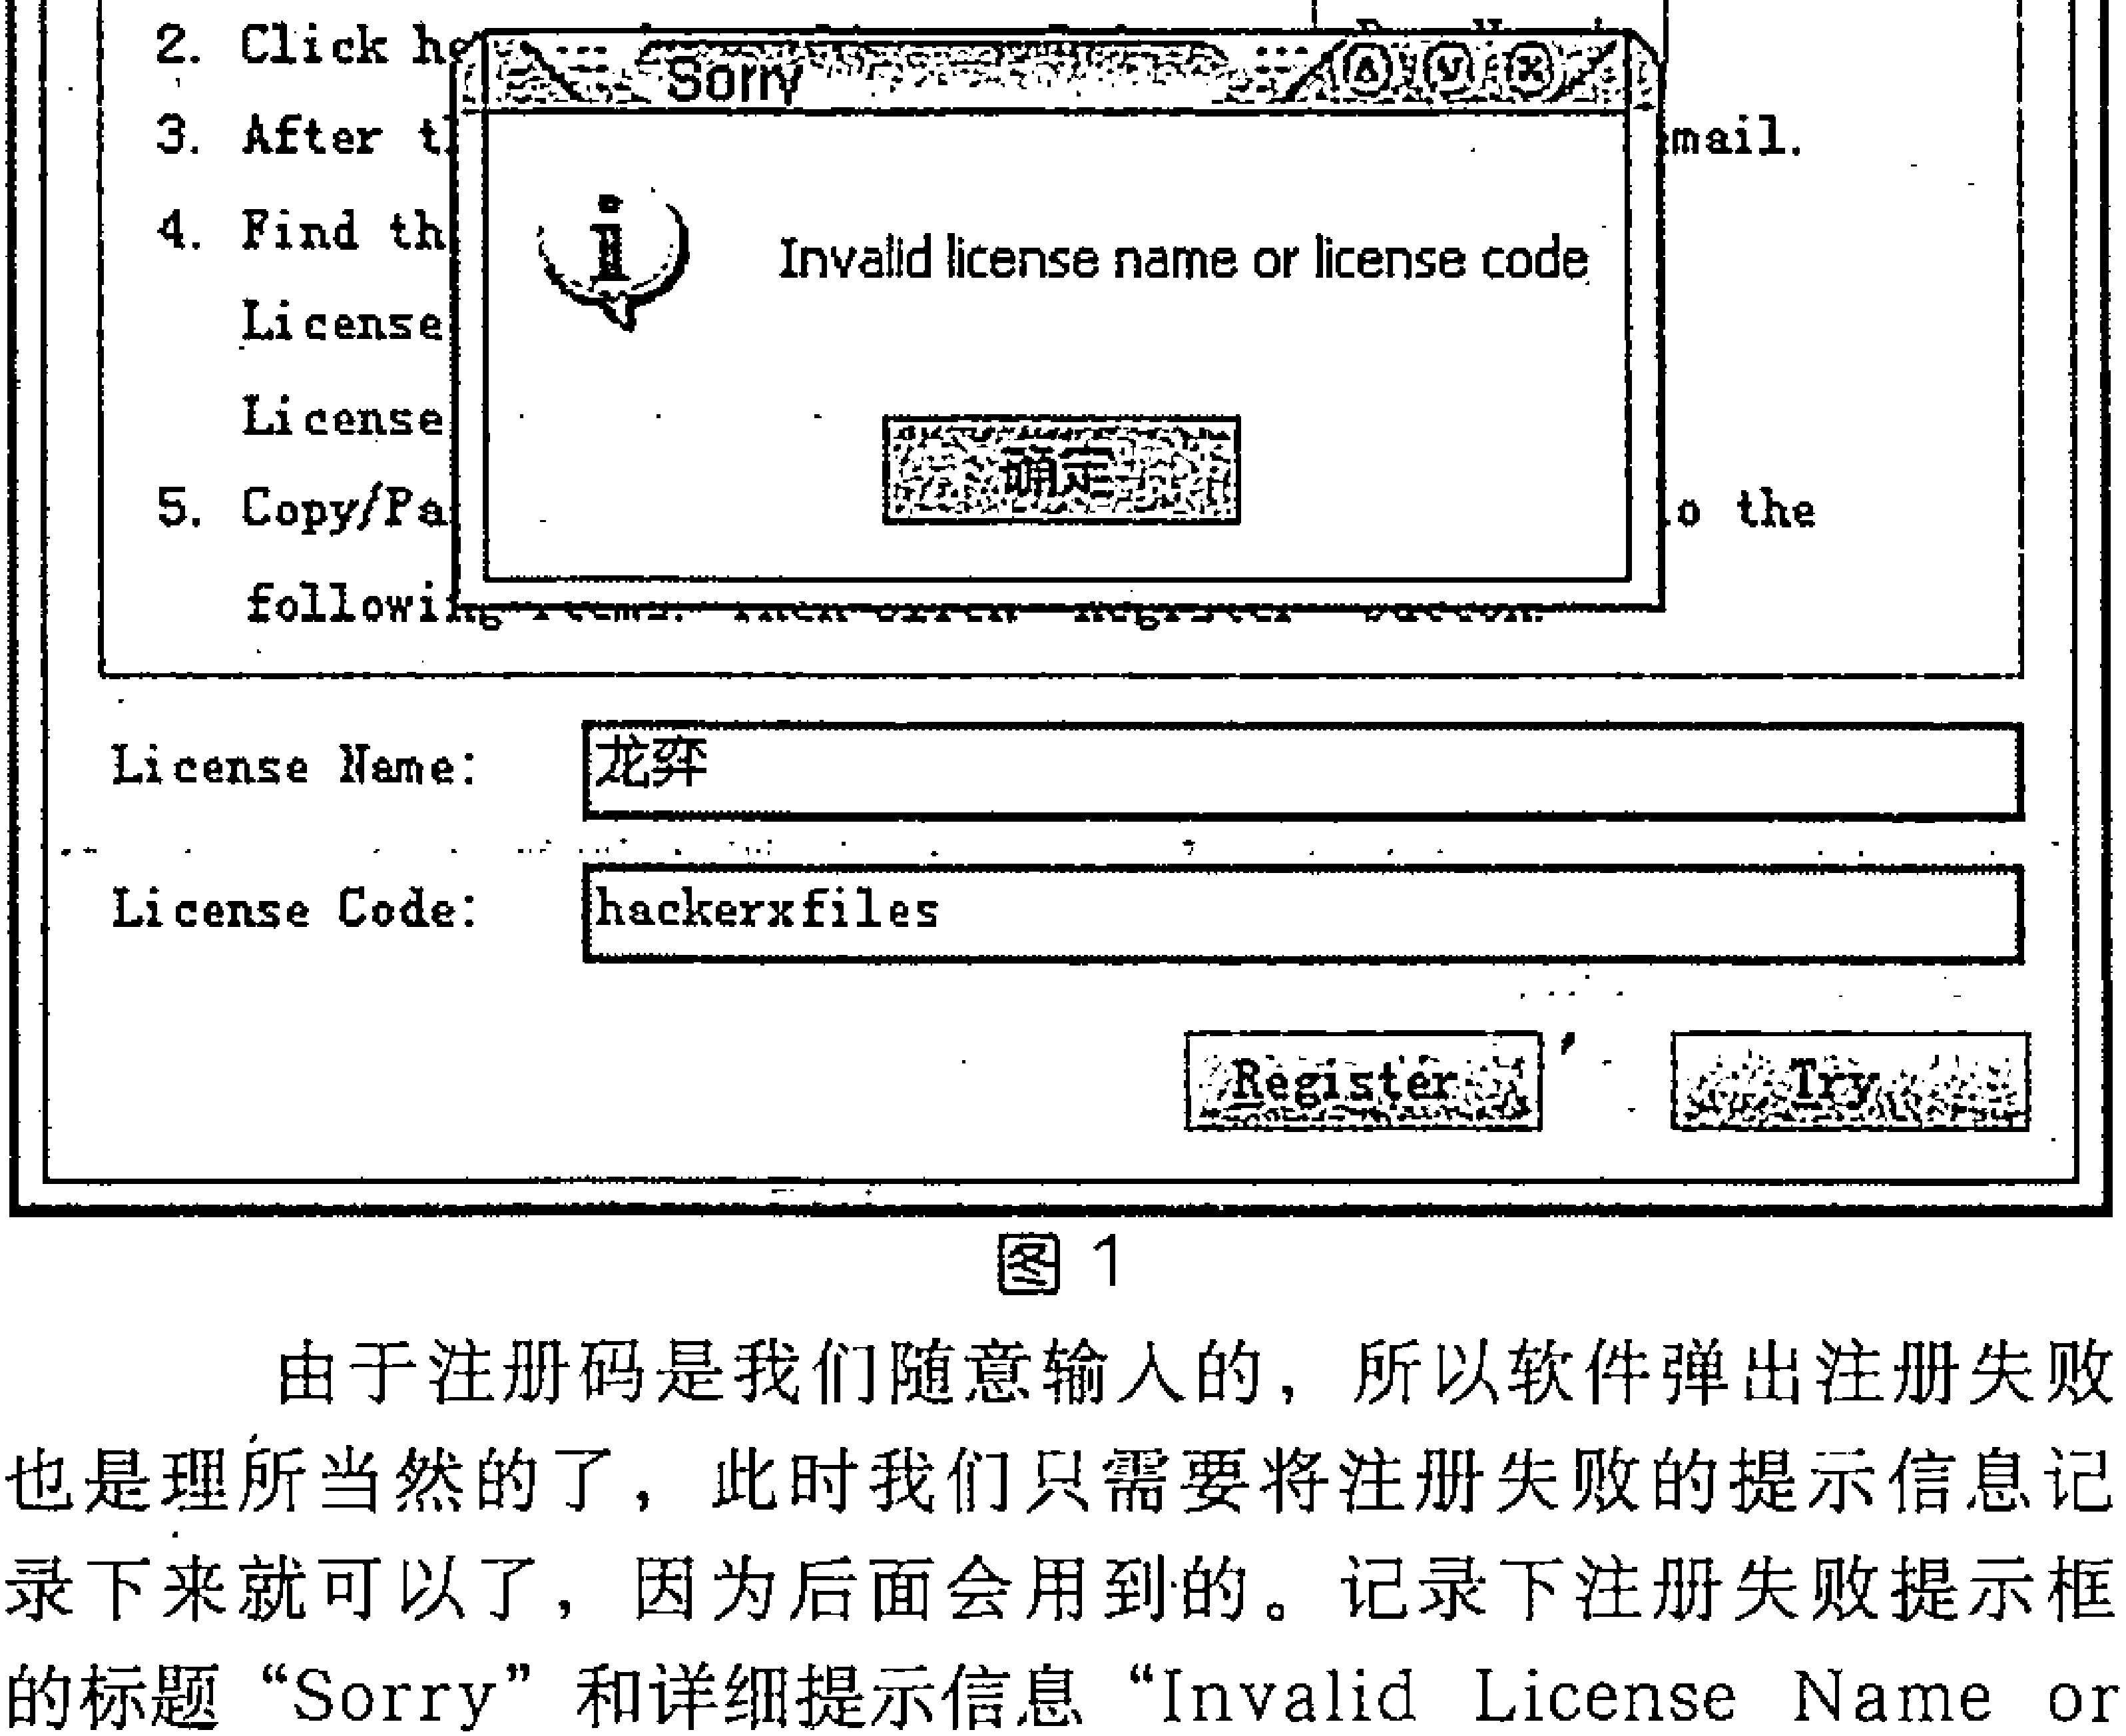 2. Click
Sorry
3. After
mail.
4. Find
Invalid license name or license code
License
License
确定
5. Copy/Pa
o the
followi
License Name: 龙弈
License Code: hackerxfiles
Register Try
图 1
由于注册码是我们随意输入的，所以软件弹出注册失败
也是理所当然的了，此时我们只需要将注册失败的提示信息记
录下来就可以了，因为后面会用到的。记录下注册失败提示框
的标题“Sorry”和详细提示信息“Invalid License Name or